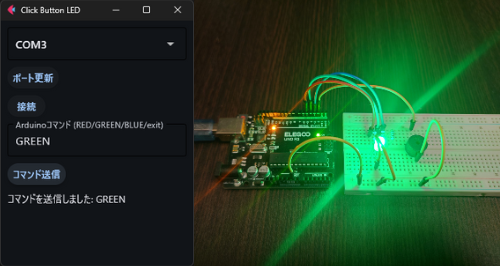 Click Button LED
COM3
ポート更新
接続
Arduinoコマンド (RED/GREEN/BLUE/exit)
GREEN
コマンド送信
コマンドを送信しました: GREEN
ELEGOO
UNO R3